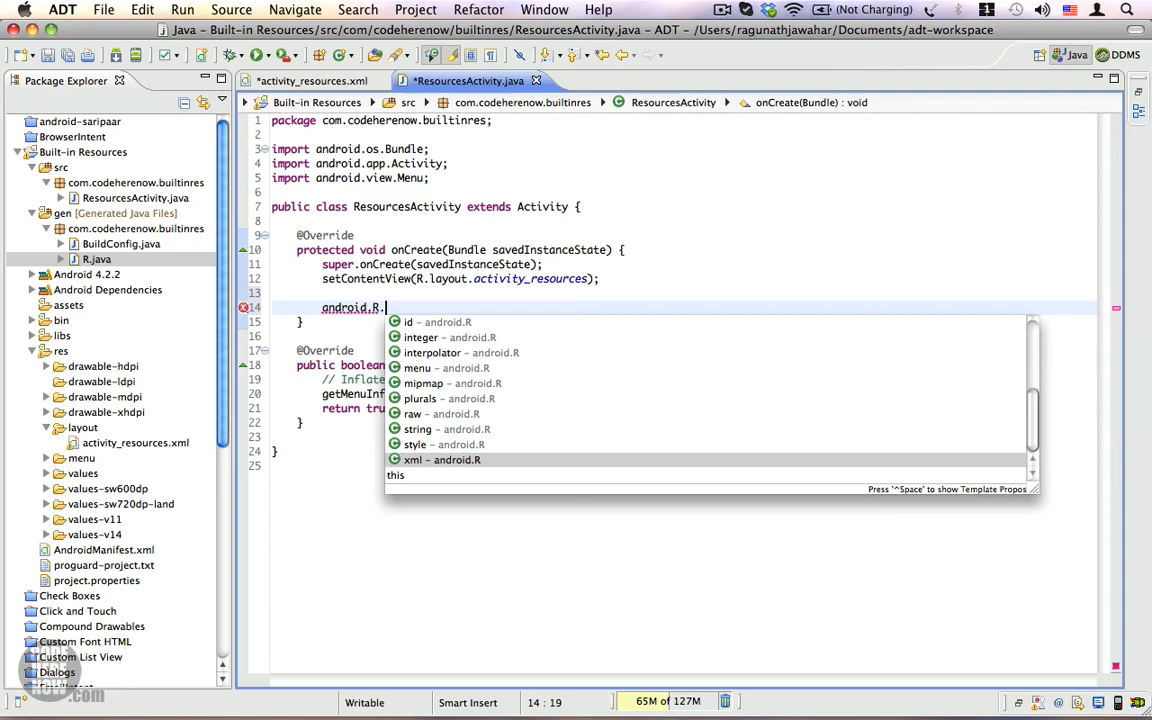 ADT File Edit Run Source Navigate Search Project Refactor Window Help (Not Charging)
Java – Built-in Resources/src/com/codeherenow/builtinres/ResourcesActivity.java – ADT – /Users/ragunathjawahar/Documents/adt-workspace
Java DDMS
Package Explorer
*activity_resources.xml *ResourcesActivity.java
Built-in Resources src com.codeherenow.builtinres ResourcesActivity onCreate(Bundle) : void
android-saripaar
BrowserIntent
Built-in Resources
src
com.codeherenow.builtinres
ResourcesActivity.java
gen [Generated Java Files]
com.codeherenow.builtinres
BuildConfig.java
R.java
Android 4.2.2
Android Dependencies
assets
bin
libs
res
drawable-hdpi
drawable-ldpi
drawable-mdpi
drawable-xhdpi
layout
activity_resources.xml
menu
values
values-sw600dp
values-sw720dp-land
values-v11
values-v14
AndroidManifest.xml
proguard-project.txt
project.properties
Check Boxes
Click and Touch
Compound Dialogs
Custom Font HTML
Custom List View
Dialogs
1 package com.codeherenow.builtinres;
2
3 import android.os.Bundle;
4 import android.app.Activity;
5 import android.view.Menu;
6
7 public class ResourcesActivity extends Activity {
8
9 @Override
10 protected void onCreate(Bundle savedInstanceState) {
11 super.onCreate(savedInstanceState);
12 setContentView(R.layout.activity_resources);
13
14 android.R.
15 }
16
17 @Override
18 public boolean
19 // Inflate
20 getMenuInf
21 return tru
22 }
23
24 }
25
id – android.R
integer – android.R
interpolator – android.R
menu – android.R
mipmap – android.R
plurals – android.R
raw – android.R
string – android.R
style – android.R
xml – android.R
this
Press '^Space' to show Template Propos
CODE
HERE
NOW.com
Writable Smart Insert 14 : 19 65M of 127M